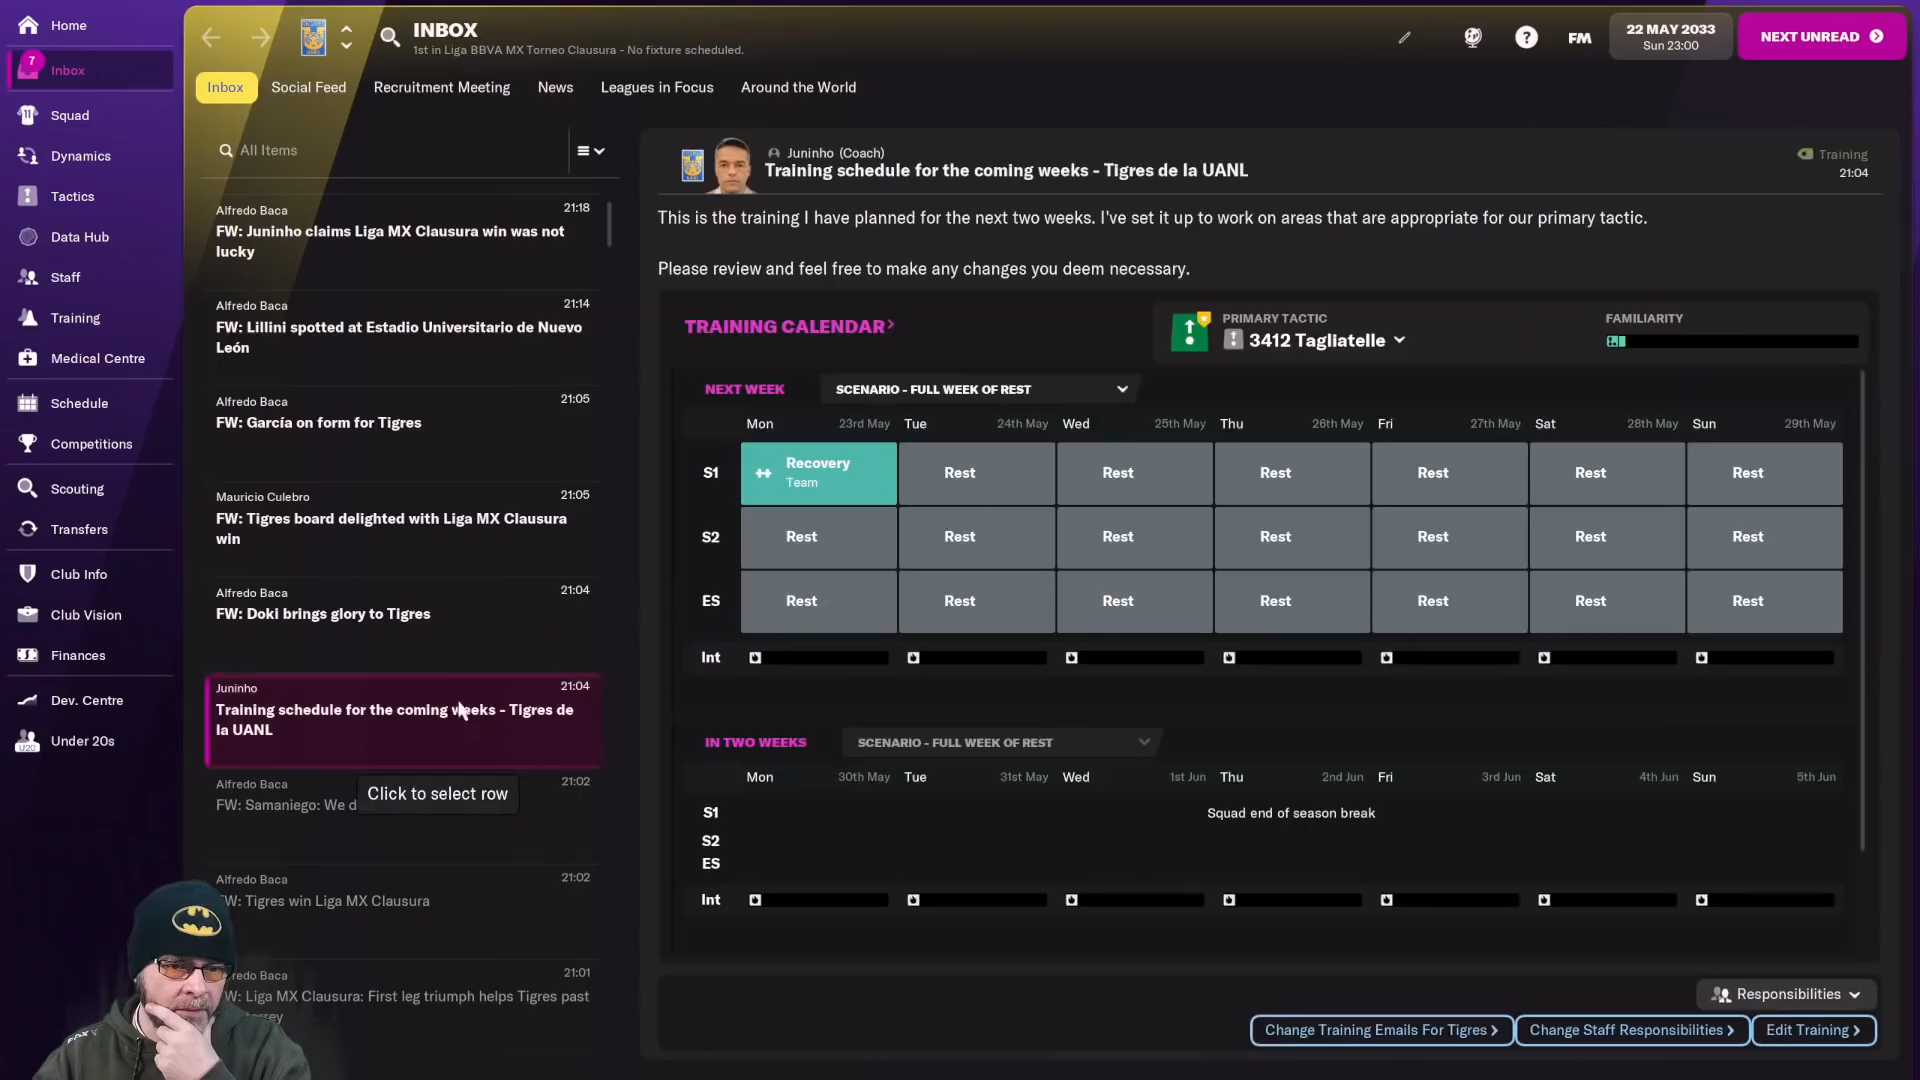 Home
7
Inbox
Squad
Dynamics
Tactics
Data Hub
Staff
Training
Medical Centre
Schedule
Competitions
Scouting
Transfers
Club Info
Club Vision
Finances
Dev. Centre
U20
Under 20s
INBOX
1st in Liga BBVA MX Torneo Clausura - No fixture scheduled.
?
FM
22 MAY 2033
Sun 23:00
NEXT UNREAD
Inbox
Social Feed
Recruitment Meeting
News
Leagues in Focus
Around the World
All Items
Alfredo Baca
21:18
FW: Juninho claims Liga MX Clausura win was not
lucky
Alfredo Baca
21:14
FW: Lillini spotted at Estadio Universitario de Nuevo
León
Alfredo Baca
21:05
FW: García on form for Tigres
Mauricio Culebro
21:05
FW: Tigres board delighted with Liga MX Clausura
win
Alfredo Baca
21:04
FW: Doki brings glory to Tigres
Juninho
21:04
Training schedule for the coming weeks - Tigres de
la UANL
Alfredo Baca
21:02
FW: Samaniego: We d
Click to select row
Alfredo Baca
21:02
FW: Tigres win Liga MX Clausura
21:01
FW: Liga MX Clausura: First leg triumph helps Tigres past
Juninho (Coach)
Training schedule for the coming weeks - Tigres de la UANL
Training
21:04
This is the training I have planned for the next two weeks. I've set it up to work on areas that are appropriate for our primary tactic.
Please review and feel free to make any changes you deem necessary.
TRAINING CALENDAR
PRIMARY TACTIC
3412 Tagliatelle
FAMILIARITY
NEXT WEEK
SCENARIO - FULL WEEK OF REST
Mon 23rd May Tue 24th May Wed 25th May Thu 26th May Fri 27th May Sat 28th May Sun 29th May
S1 Recovery Team Rest Rest Rest Rest Rest Rest
S2 Rest Rest Rest Rest Rest Rest Rest
ES Rest Rest Rest Rest Rest Rest Rest
Int
IN TWO WEEKS
SCENARIO - FULL WEEK OF REST
Mon 30th May Tue 31st May Wed 1st Jun Thu 2nd Jun Fri 3rd Jun Sat 4th Jun Sun 5th Jun
S1
Squad end of season break
S2
ES
Int
Responsibilities
Change Training Emails For Tigres
Change Staff Responsibilities
Edit Training